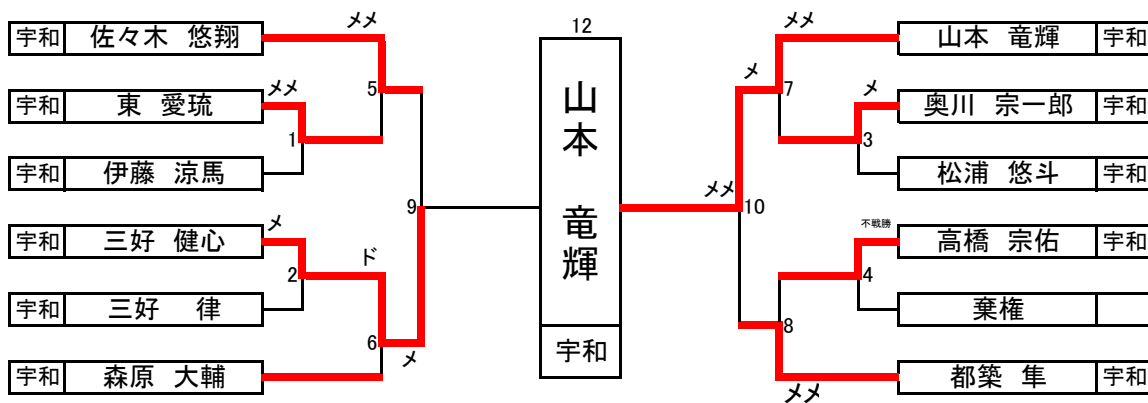 メメ
宇和 佐々木 悠翔
5
メメ
宇和 東 愛琉
1
宇和 伊藤 涼馬
9
メ
宇和 三好 健心
ド
2
宇和 三好 律
6
メ
宇和 森原 大輔
12
山本 竜輝
宇和
メメ
山本 竜輝 宇和
メ
7
メ
奥川 宗一郎 宇和
3
松浦 悠斗 宇和
メメ
10
不戦勝
高橋 宗佑 宇和
4
棄権
8
都築 隼 宇和
メメ